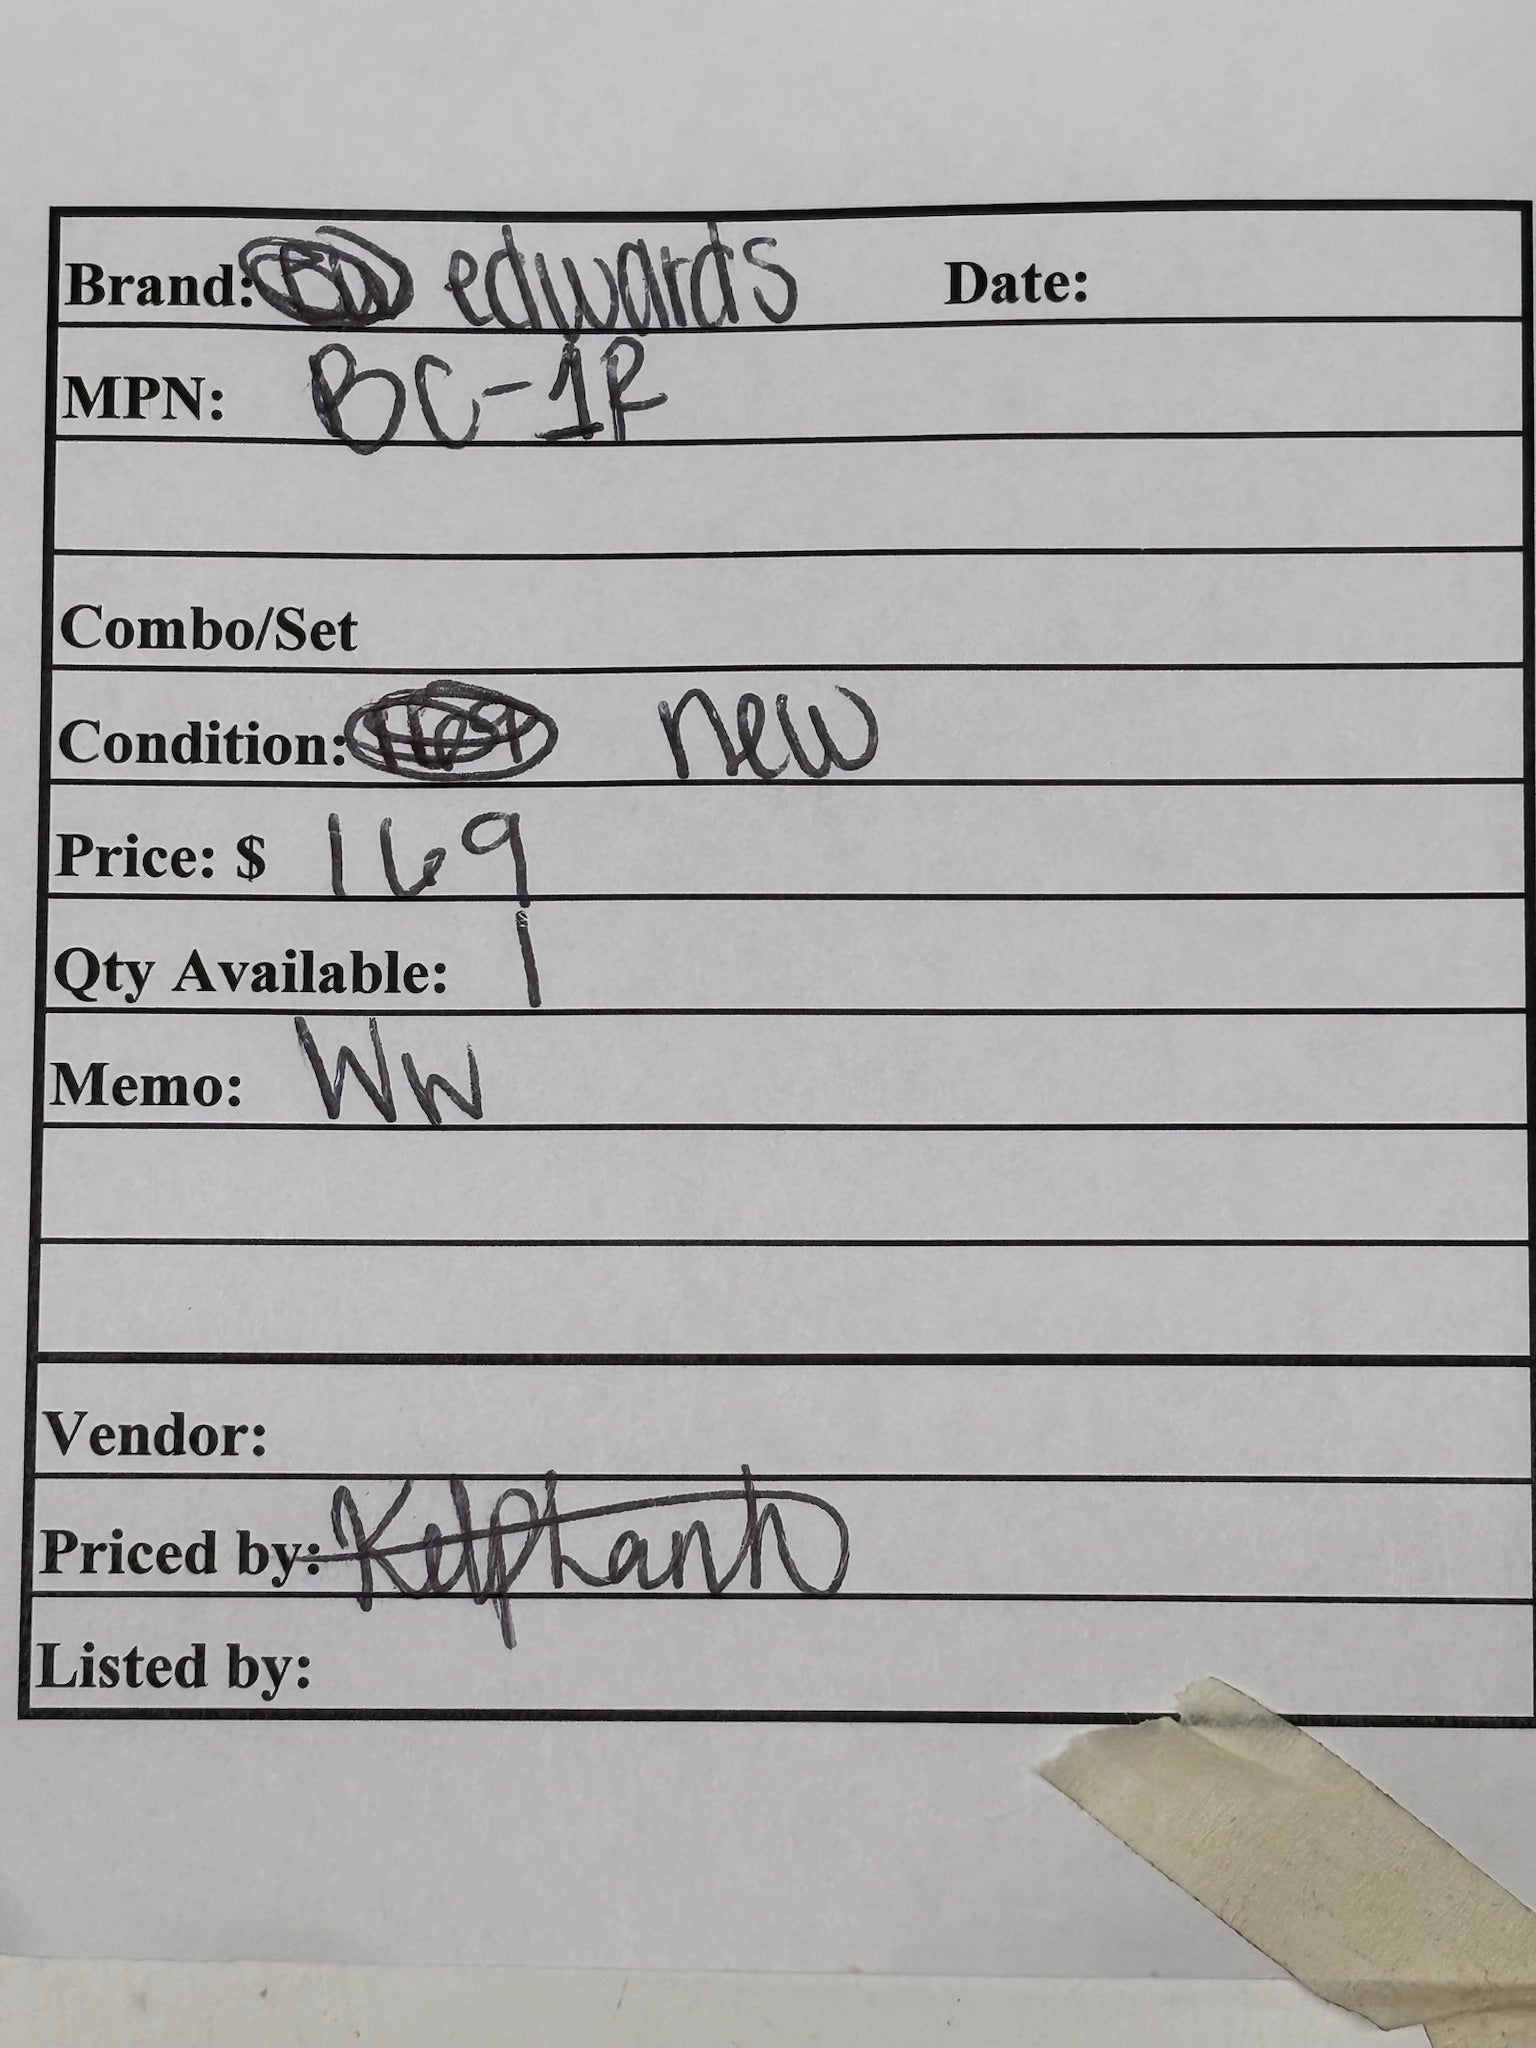 Brand: edwards Date:
MPN: BC-1R
Combo/Set
Condition: new
Price: $ 169
Qty Available: 1
Memo: WW
Vendor:
Priced by:
Listed by: